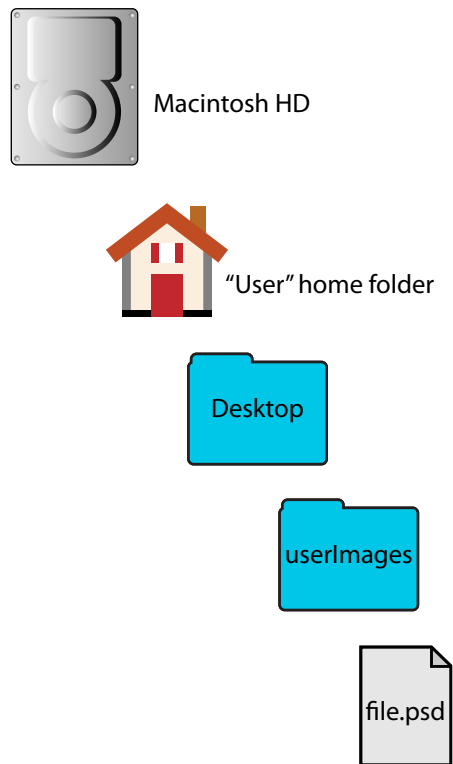 Macintosh HD
“User” home folder
Desktop
userImages
file.psd